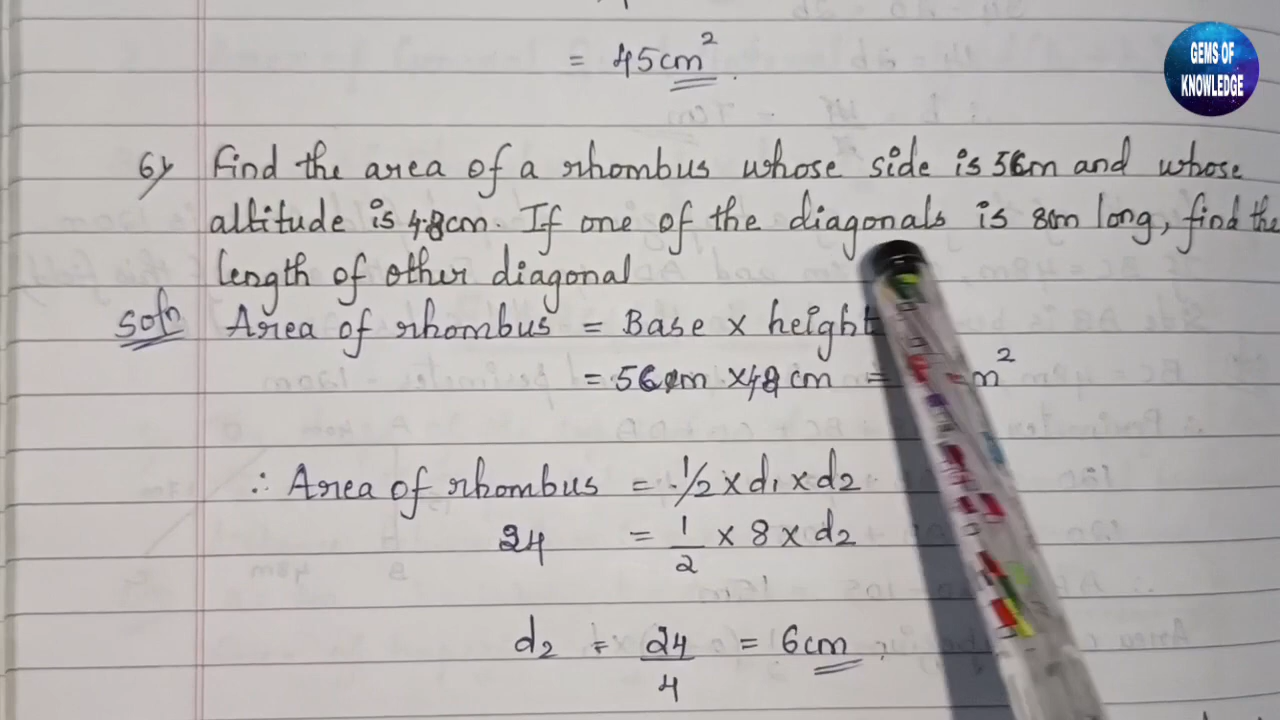 = 45cm²
GEMS OF
KNOWLEDGE
6) Find the area of a rhombus whose side is 5cm and whose
altitude is 4.8cm. If one of the diagonals is 8cm long, find the
length of other diagonal
Soln Area of rhombus = Base x height
= 5cm x 4.8 cm =
∴ Area of rhombus = 1/2 x d1 x d2
24 = 1/2 x 8 x d2
d2 = 24/4 = 6cm